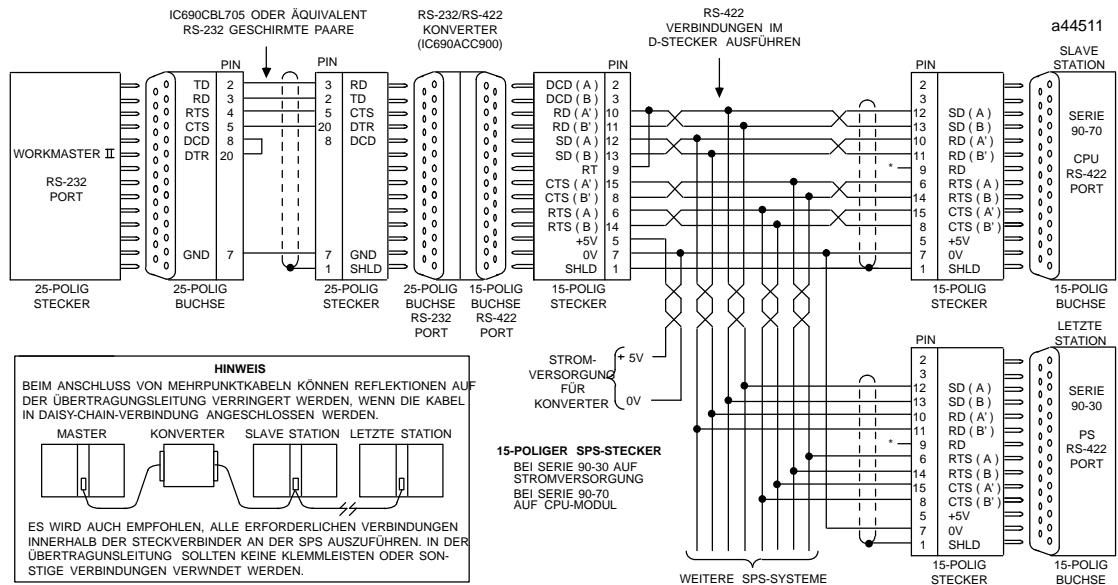 IC690CBL705 ODER ÄQUIVALENT
RS-232 GESCHIRMTE PAARE
RS-232/RS-422
KONVERTER
(IC690ACC900)
RS-422
VERBINDUNGEN IM
D-STECKER AUSFÜHREN
a44511
SLAVE
STATION
WORKMASTER II
RS-232
PORT
25-POLIG
STECKER
PIN
TD 2
RD 3
RTS 4
CTS 5
DCD 8
DTR 20
GND 7
25-POLIG
BUCHSE
PIN
3 RD
2 TD
5 CTS
20 DTR
8 DCD
7 GND
1 SHLD
25-POLIG
STECKER
25-POLIG
BUCHSE
RS-232
PORT
15-POLIG
BUCHSE
RS-422
PORT
PIN
DCD ( A ) 2
DCD ( B ) 3
RD ( A' ) 10
RD ( B' ) 11
SD ( A ) 12
SD ( B ) 13
RT 9
CTS ( A' ) 15
CTS ( B' ) 8
RTS ( A ) 6
RTS ( B ) 14
+5V 5
0V 7
SHLD 1
15-POLIG
STECKER
PIN
2
3
12 SD ( A )
13 SD ( B )
10 RD ( A' )
11 RD ( B' )
* 9 RD
6 RTS ( A )
14 RTS ( B )
15 CTS ( A' )
8 CTS ( B' )
5 +5V
7 0V
1 SHLD
15-POLIG
STECKER
SERIE
90-70
CPU
RS-422
PORT
15-POLIG
BUCHSE
LETZTE
STATION
PIN
2
3
12 SD ( A )
13 SD ( B )
10 RD ( A' )
11 RD ( B' )
* 9 RD
6 RTS ( A )
14 RTS ( B )
15 CTS ( A' )
8 CTS ( B' )
5 +5V
7 0V
1 SHLD
15-POLIG
STECKER
SERIE
90-30
PS
RS-422
PORT
15-POLIG
BUCHSE
STROM-
VERSORGUNG
FÜR
KONVERTER
+ 5V
0V
15-POLIGER SPS-STECKER
BEI SERIE 90-30 AUF
STROMVERSORGUNG
BEI SERIE 90-70
AUF CPU-MODUL
WEITERE SPS-SYSTEME
HINWEIS
BEIM ANSCHLUSS VON MEHRPUNKTKABELN KÖNNEN REFLEKTIONEN AUF
DER ÜBERTRAGUNGSLEITUNG VERRINGERT WERDEN, WENN DIE KABEL
IN DAISY-CHAIN-VERBINDUNG ANGESCHLOSSEN WERDEN.
MASTER KONVERTER SLAVE STATION LETZTE STATION
ES WIRD AUCH EMPFOHLEN, ALLE ERFORDERLICHEN VERBINDUNGEN
INNERHALB DER STECKVERBINDER AN DER SPS AUSZUFÜHREN. IN DER
ÜBERTRAGUNSLEITUNG SOLLTEN KEINE KLEMMLEISTEN ODER SON-
STIGE VERBINDUNGEN VERWNDET WERDEN.